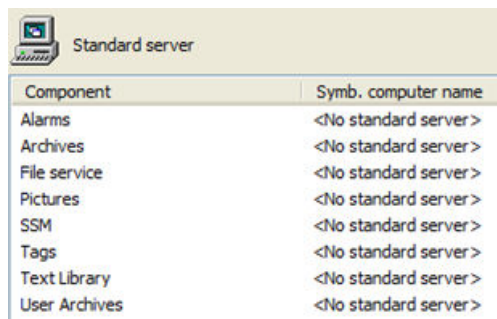 Standard server
Component Symb. computer name
Alarms <No standard server>
Archives <No standard server>
File service <No standard server>
Pictures <No standard server>
SSM <No standard server>
Tags <No standard server>
Text Library <No standard server>
User Archives <No standard server>